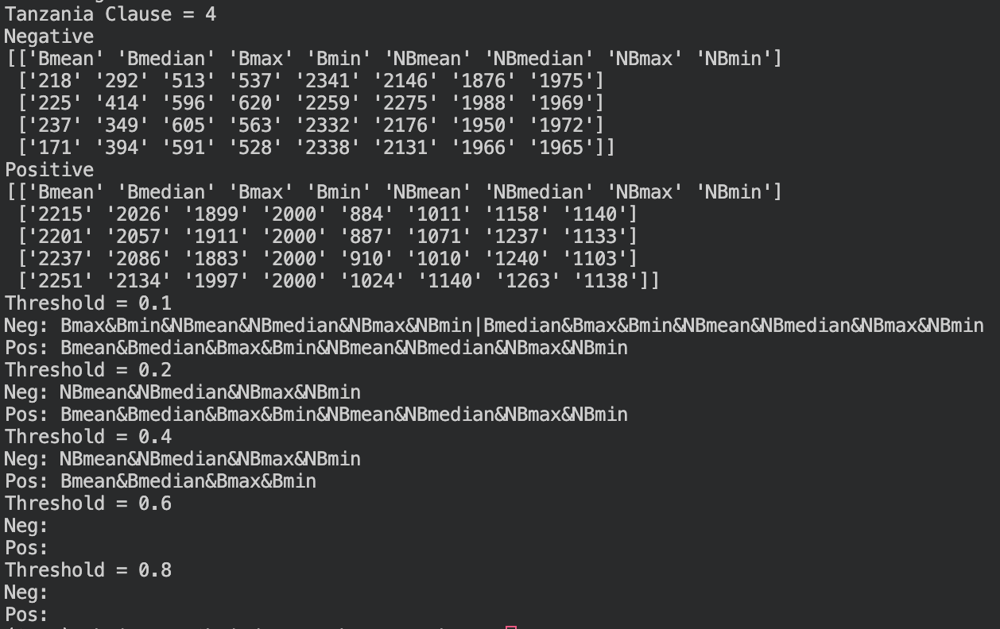 Tanzania Clause = 4
Negative
[['Bmean' 'Bmedian' 'Bmax' 'Bmin' 'NBmean' 'NBmedian' 'NBmax' 'NBmin']
 ['218' '292' '513' '537' '2341' '2146' '1876' '1975']
 ['225' '414' '596' '620' '2259' '2275' '1988' '1969']
 ['237' '349' '605' '563' '2332' '2176' '1950' '1972']
 ['171' '394' '591' '528' '2338' '2131' '1966' '1965']]
Positive
[['Bmean' 'Bmedian' 'Bmax' 'Bmin' 'NBmean' 'NBmedian' 'NBmax' 'NBmin']
 ['2215' '2026' '1899' '2000' '884' '1011' '1158' '1140']
 ['2201' '2057' '1911' '2000' '887' '1071' '1237' '1133']
 ['2237' '2086' '1883' '2000' '910' '1010' '1240' '1103']
 ['2251' '2134' '1997' '2000' '1024' '1140' '1263' '1138']]
Threshold = 0.1
Neg: Bmax&Bmin&NBmean&NBmedian&NBmax&NBmin|Bmedian&Bmax&Bmin&NBmean&NBmedian&NBmax&NBmin
Pos: Bmean&Bmedian&Bmax&Bmin&NBmean&NBmedian&NBmax&NBmin
Threshold = 0.2
Neg: NBmean&NBmedian&NBmax&NBmin
Pos: Bmean&Bmedian&Bmax&Bmin&NBmean&NBmedian&NBmax&NBmin
Threshold = 0.4
Neg: NBmean&NBmedian&NBmax&NBmin
Pos: Bmean&Bmedian&Bmax&Bmin
Threshold = 0.6
Neg:
Pos:
Threshold = 0.8
Neg:
Pos: